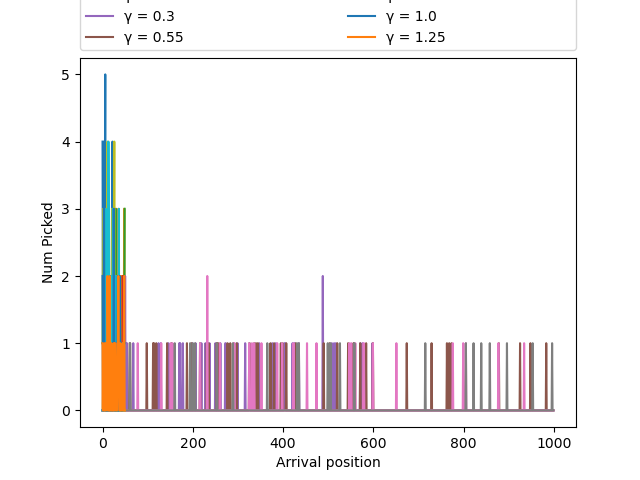 γ = 0.3 γ = 1.0
γ = 0.55 γ = 1.25
5
4
3
2
1
0
Num Picked
0 200 400 600 800 1000
Arrival position